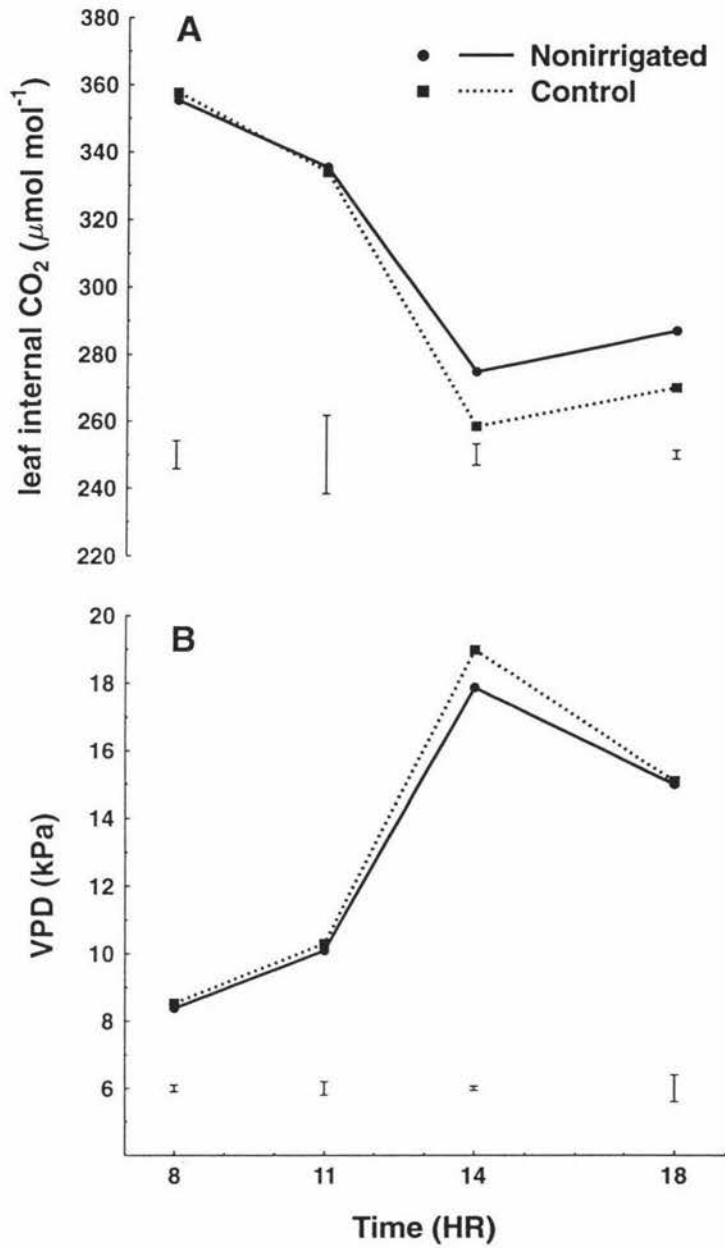 A
Nonirrigated
Control
leaf internal CO₂ (μmol mol⁻¹)
380
360
340
320
300
280
260
240
220
B
VPD (kPa)
20
18
16
14
12
10
8
6
8 11 14 18
Time (HR)